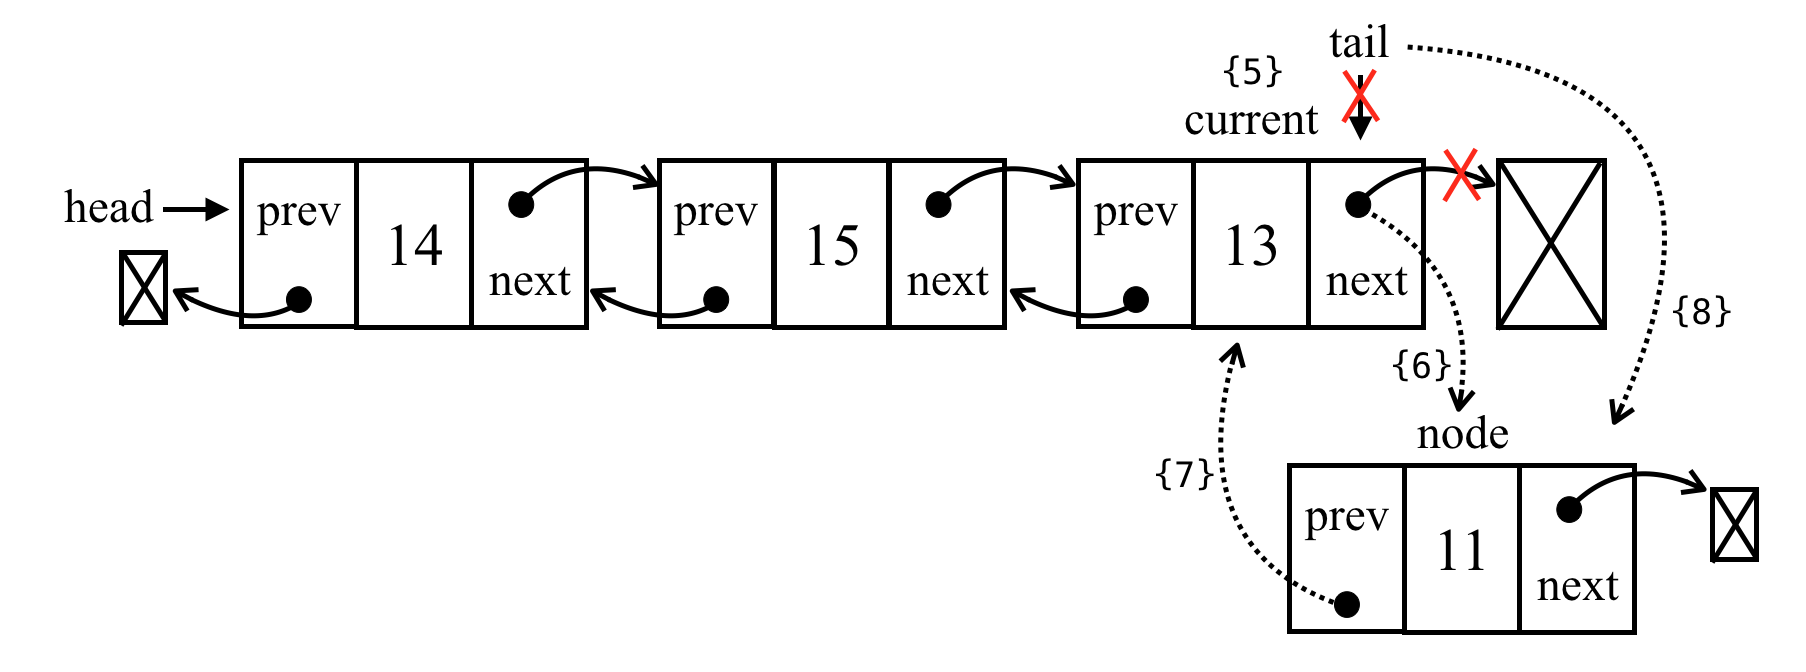 tail
{5}
current
head
prev
14
next
prev
15
next
prev
13
next
{8}
{6}
node
{7}
prev
11
next